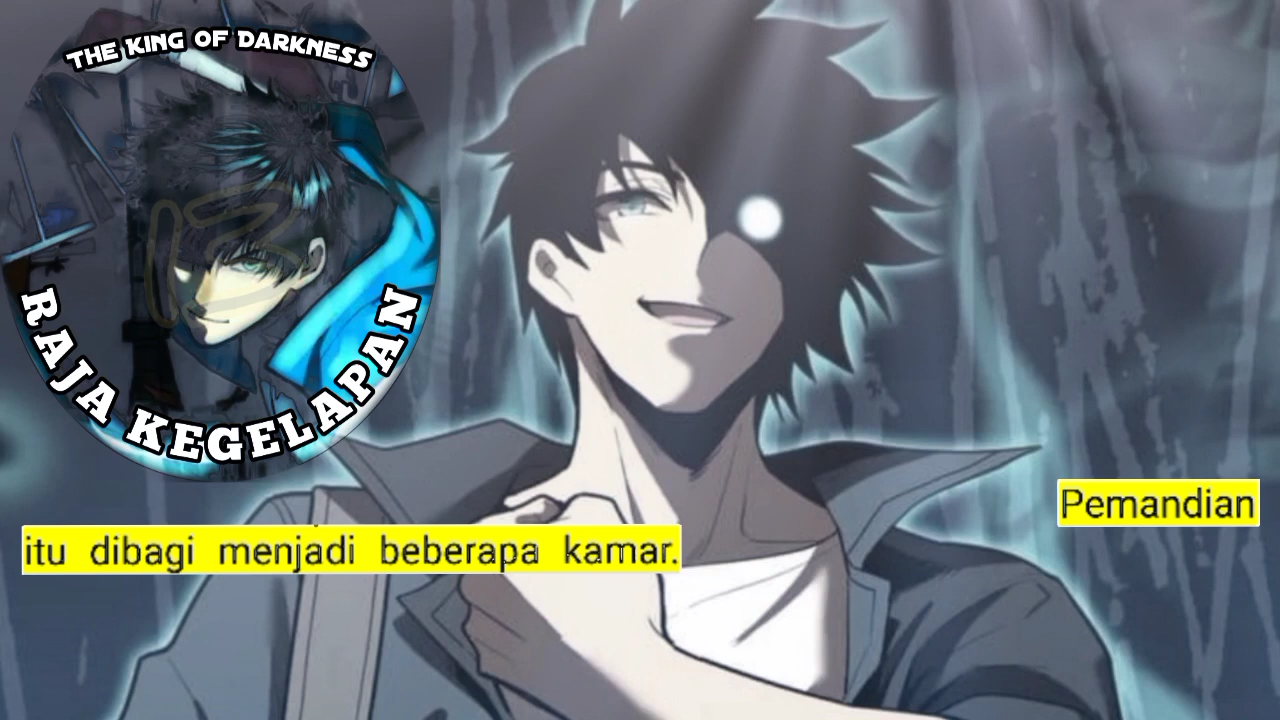 THE KING OF DARKNESS
RAJA KEGELAPAN
Pemandian
itu dibagi menjadi beberapa kamar.